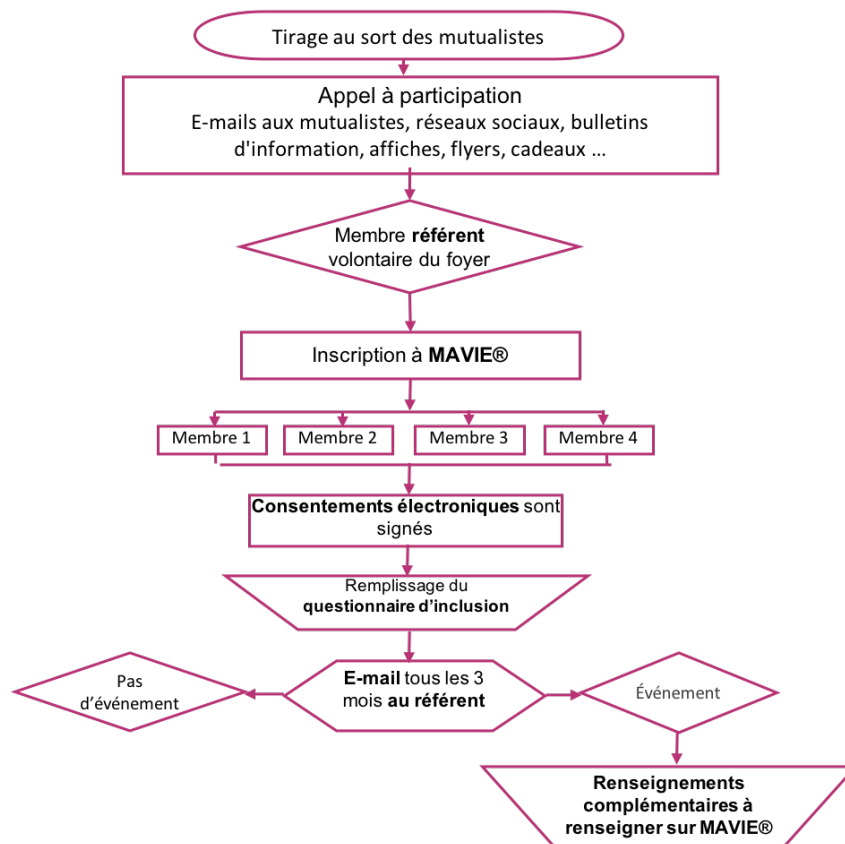 Tirage au sort des mutualistes
Appel à participation
E-mails aux mutualistes, réseaux sociaux, bulletins
d'information, affiches, flyers, cadeaux ...
Membre référent
volontaire du foyer
Inscription à MAVIE®
Membre 1
Membre 2
Membre 3
Membre 4
Consentements électroniques sont
signés
Remplissage du
questionnaire d’inclusion
Pas
d’événement
E-mail tous les 3
mois au référent
Événement
Renseignements
complémentaires à
renseigner sur MAVIE®